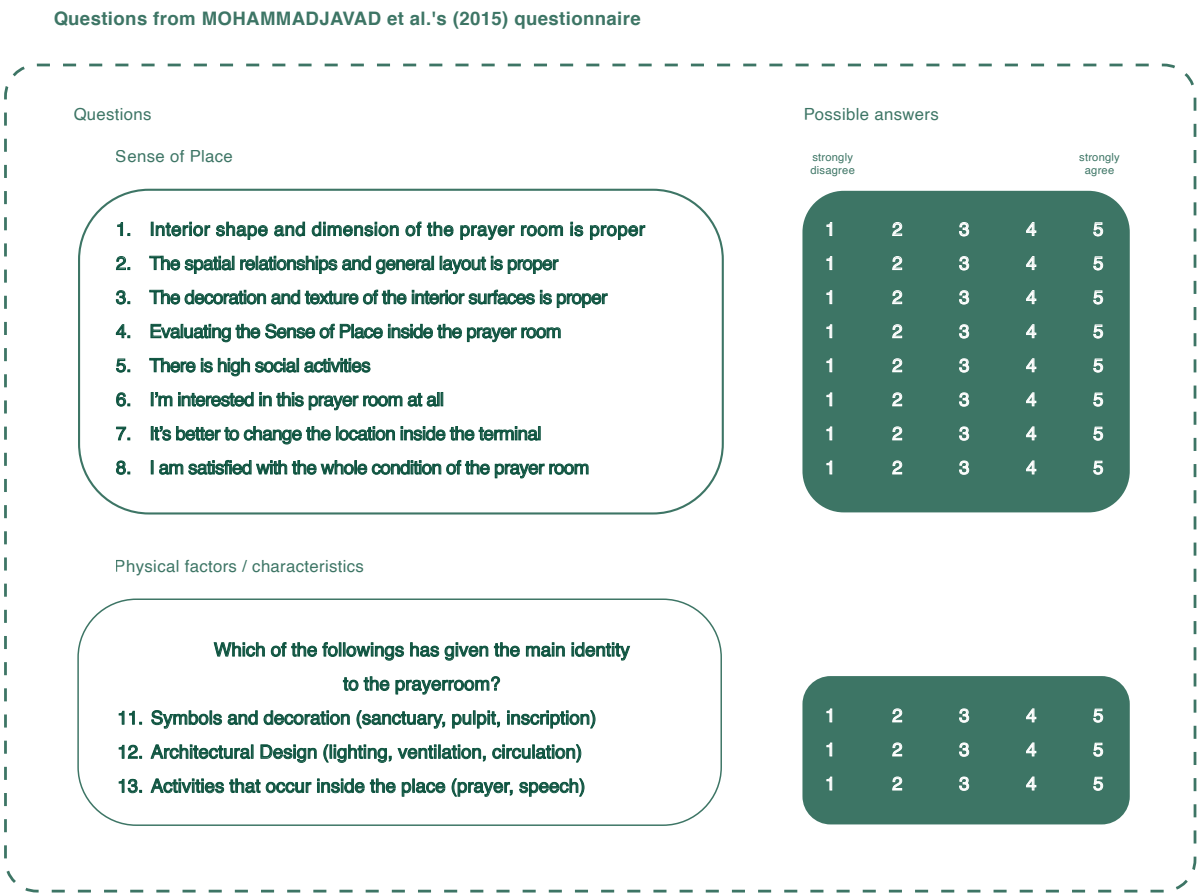 Questions from MOHAMMADJAVAD et al.'s (2015) questionnaire
Questions
Possible answers
Sense of Place
strongly
disagree
strongly
agree
1. Interior shape and dimension of the prayer room is proper 1 2 3 4 5
2. The spatial relationships and general layout is proper 1 2 3 4 5
3. The decoration and texture of the interior surfaces is proper 1 2 3 4 5
4. Evaluating the Sense of Place inside the prayer room 1 2 3 4 5
5. There is high social activities 1 2 3 4 5
6. I'm interested in this prayer room at all 1 2 3 4 5
7. It's better to change the location inside the terminal 1 2 3 4 5
8. I am satisfied with the whole condition of the prayer room 1 2 3 4 5
Physical factors / characteristics
Which of the followings has given the main identity
to the prayerroom?
11. Symbols and decoration (sanctuary, pulpit, inscription) 1 2 3 4 5
12. Architectural Design (lighting, ventilation, circulation) 1 2 3 4 5
13. Activities that occur inside the place (prayer, speech) 1 2 3 4 5